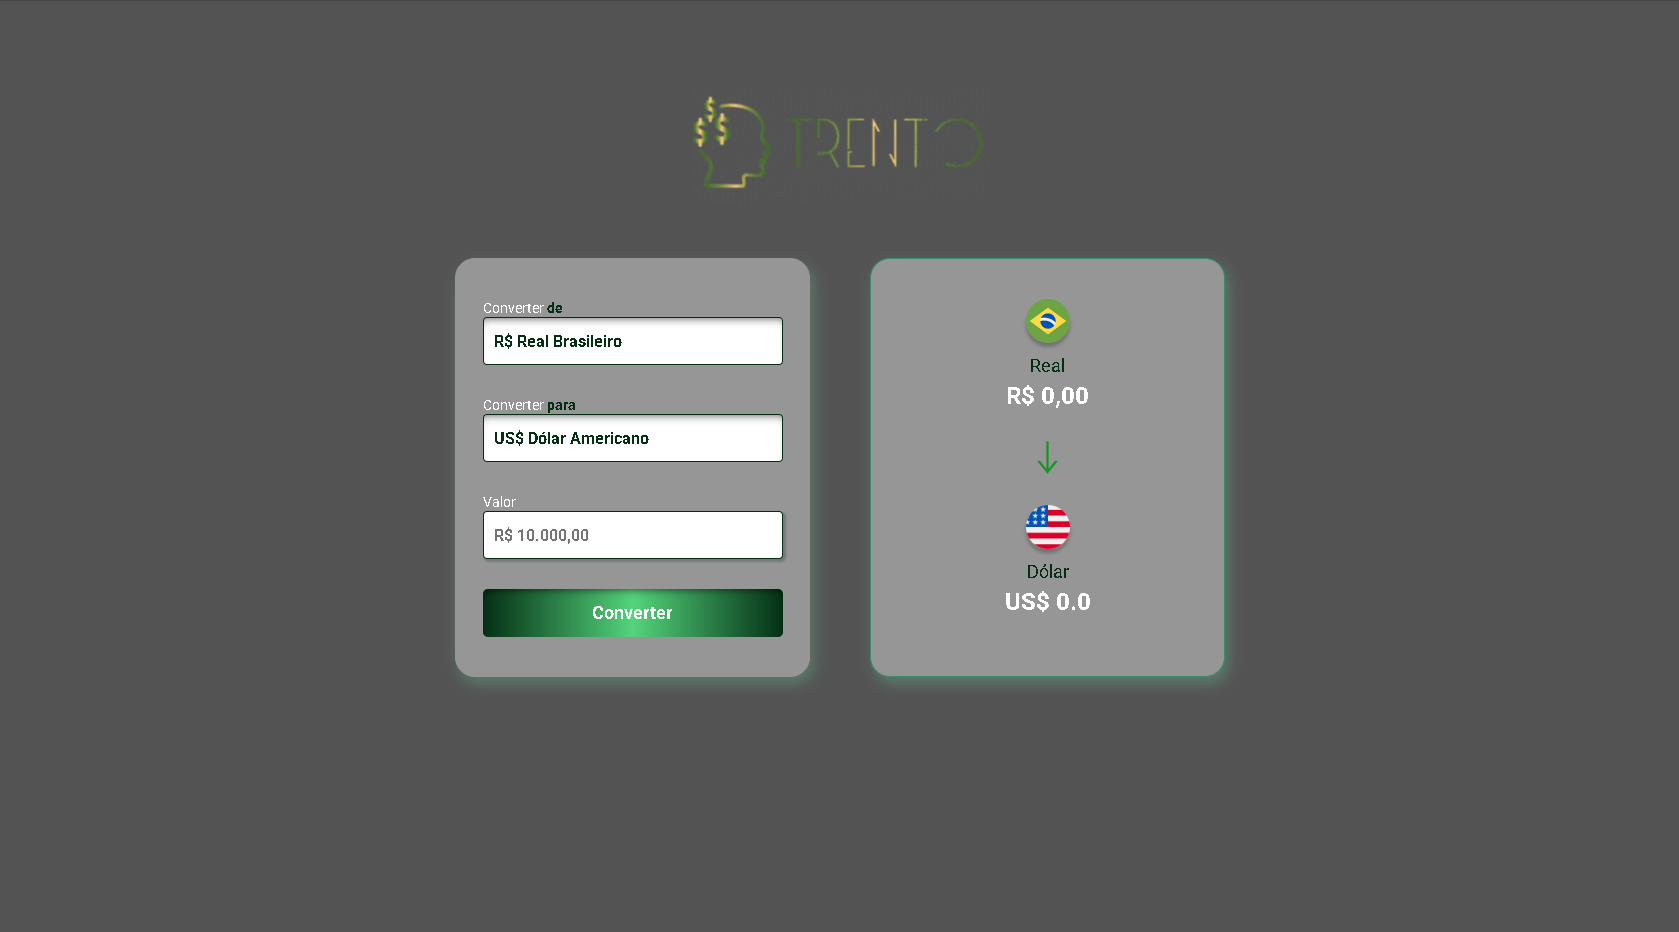 TRENTO
Converter de
R$ Real Brasileiro
Converter para
US$ Dólar Americano
Valor
R$ 10.000,00
Converter
Real
R$ 0,00
Dólar
US$ 0.0